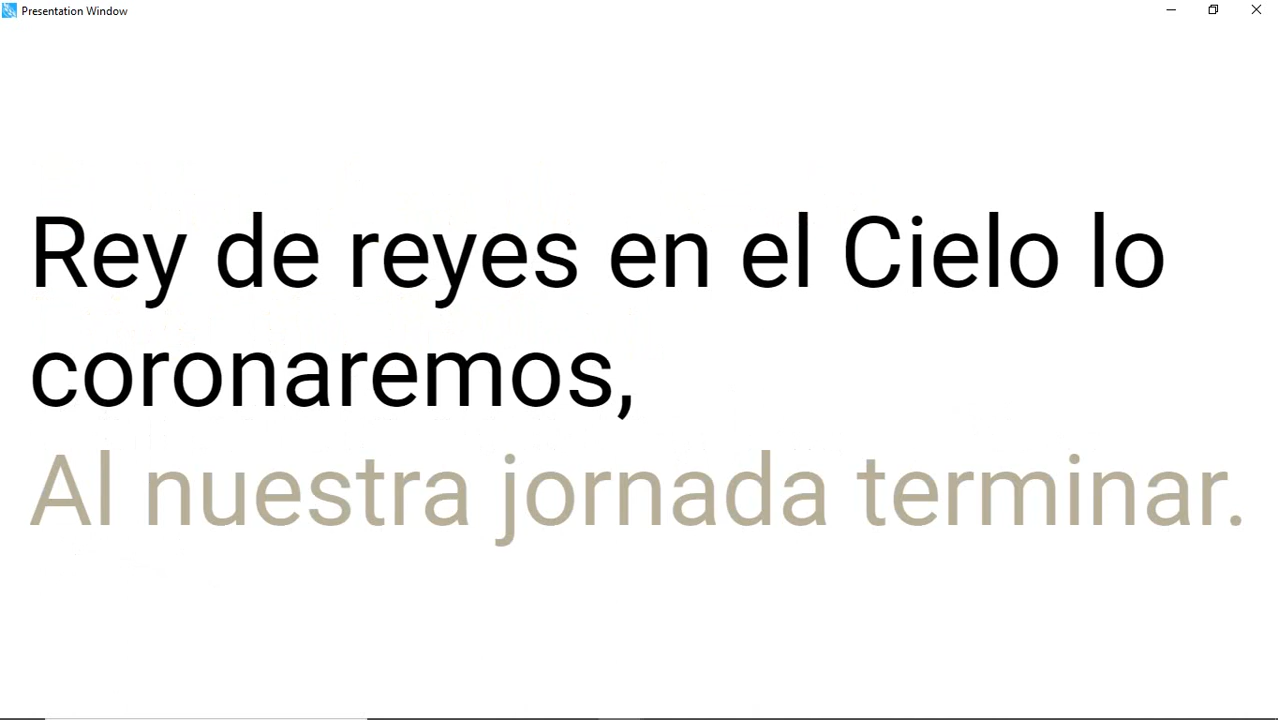 Presentation Window
Rey de reyes en el Cielo lo
coronaremos,
Al nuestra jornada terminar.